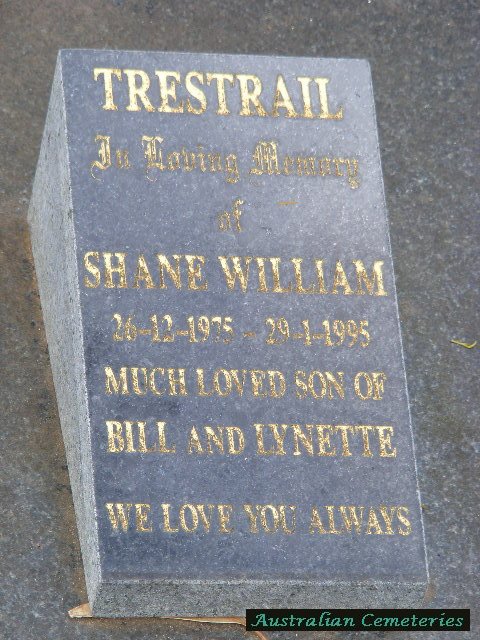 TRESTRAIL
In Loving Memory
of
SHANE WILLIAM
26-12-1975 - 29-1-1995
MUCH LOVED SON OF
BILL AND LYNETTE
WE LOVE YOU ALWAYS
Australian Cemeteries